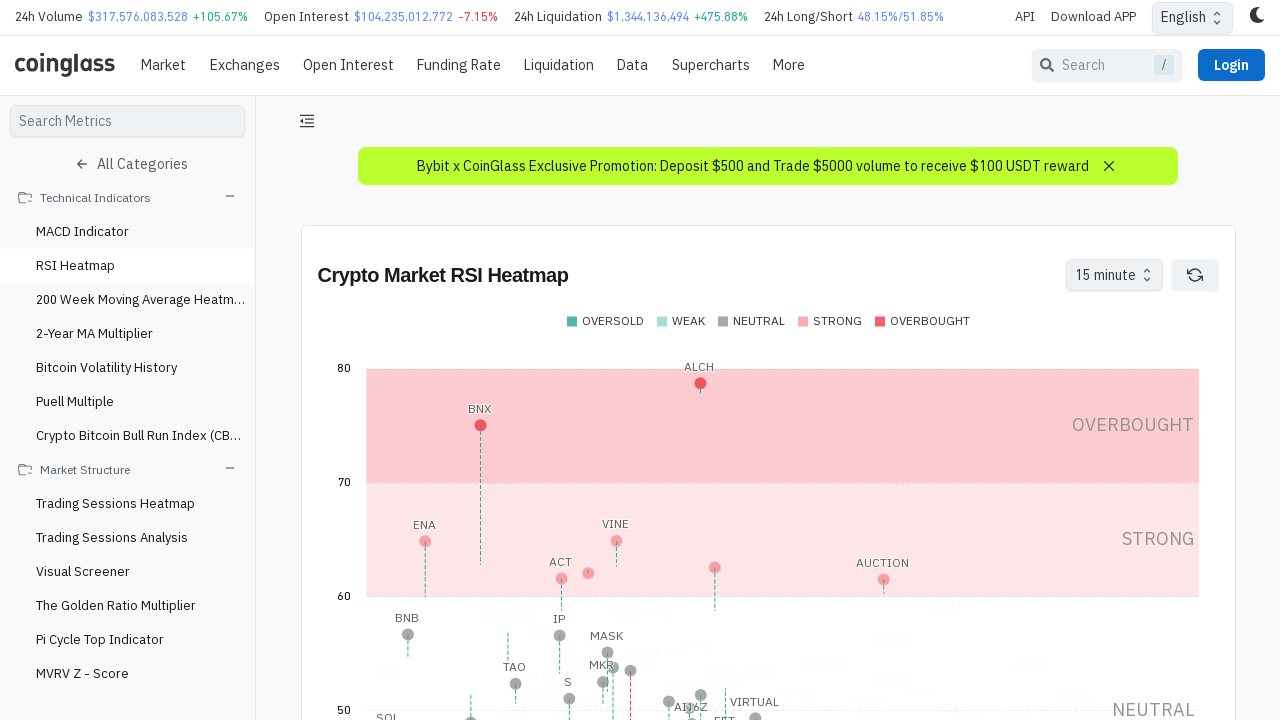 24h Volume $317,576,083,528 +105.67% Open Interest $104,235,012,772 -7.15% 24h Liquidation $1,344,136,494 +475.88% 24h Long/Short 48.15%/51.85% API Download APP English
coinglass Market Exchanges Open Interest Funding Rate Liquidation Data Supercharts More Search / Login
Search Metrics
All Categories
Technical Indicators
MACD Indicator
RSI Heatmap
200 Week Moving Average Heatm...
2-Year MA Multiplier
Bitcoin Volatility History
Puell Multiple
Crypto Bitcoin Bull Run Index (CB...
Market Structure
Trading Sessions Heatmap
Trading Sessions Analysis
Visual Screener
The Golden Ratio Multiplier
Pi Cycle Top Indicator
MVRV Z - Score
Bybit x CoinGlass Exclusive Promotion: Deposit $500 and Trade $5000 volume to receive $100 USDT reward
Crypto Market RSI Heatmap 15 minute
OVERSOLD WEAK NEUTRAL STRONG OVERBOUGHT
80 ALCH
BNX
OVERBOUGHT
70
ENA VINE
STRONG
ACT AUCTION
60
BNB IP
MASK
TAO MKR
S
VIRTUAL
50 NEUTRAL
SOL